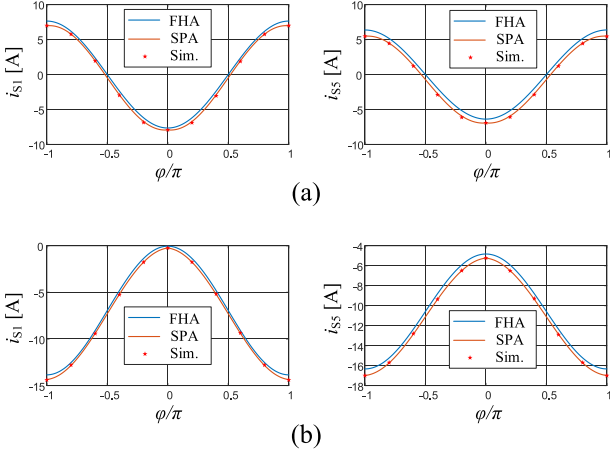 10
5
0
-5
-10
i_S1 [A]
FHA
SPA
Sim.
-1
-0.5
0
0.5
1
φ/π
10
5
0
-5
-10
i_S5 [A]
FHA
SPA
Sim.
-1
-0.5
0
0.5
1
φ/π
(a)
0
-5
-10
-15
i_S1 [A]
FHA
SPA
Sim.
-1
-0.5
0
0.5
1
φ/π
-4
-6
-8
-10
-11
-12
-14
-16
-18
i_S5 [A]
FHA
SPA
Sim.
-1
-0.5
0
0.5
1
φ/π
(b)